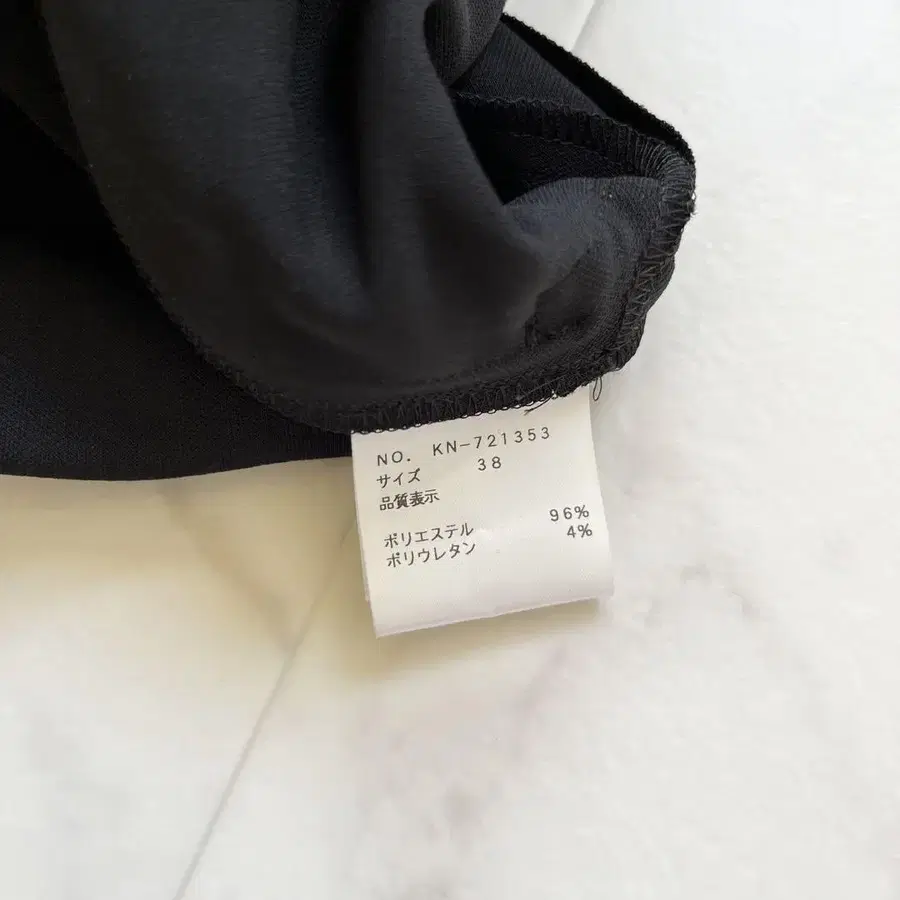 NO. KN-721353
サイズ 38
品質表示
ポリエステル 96%
ポリウレタン 4%